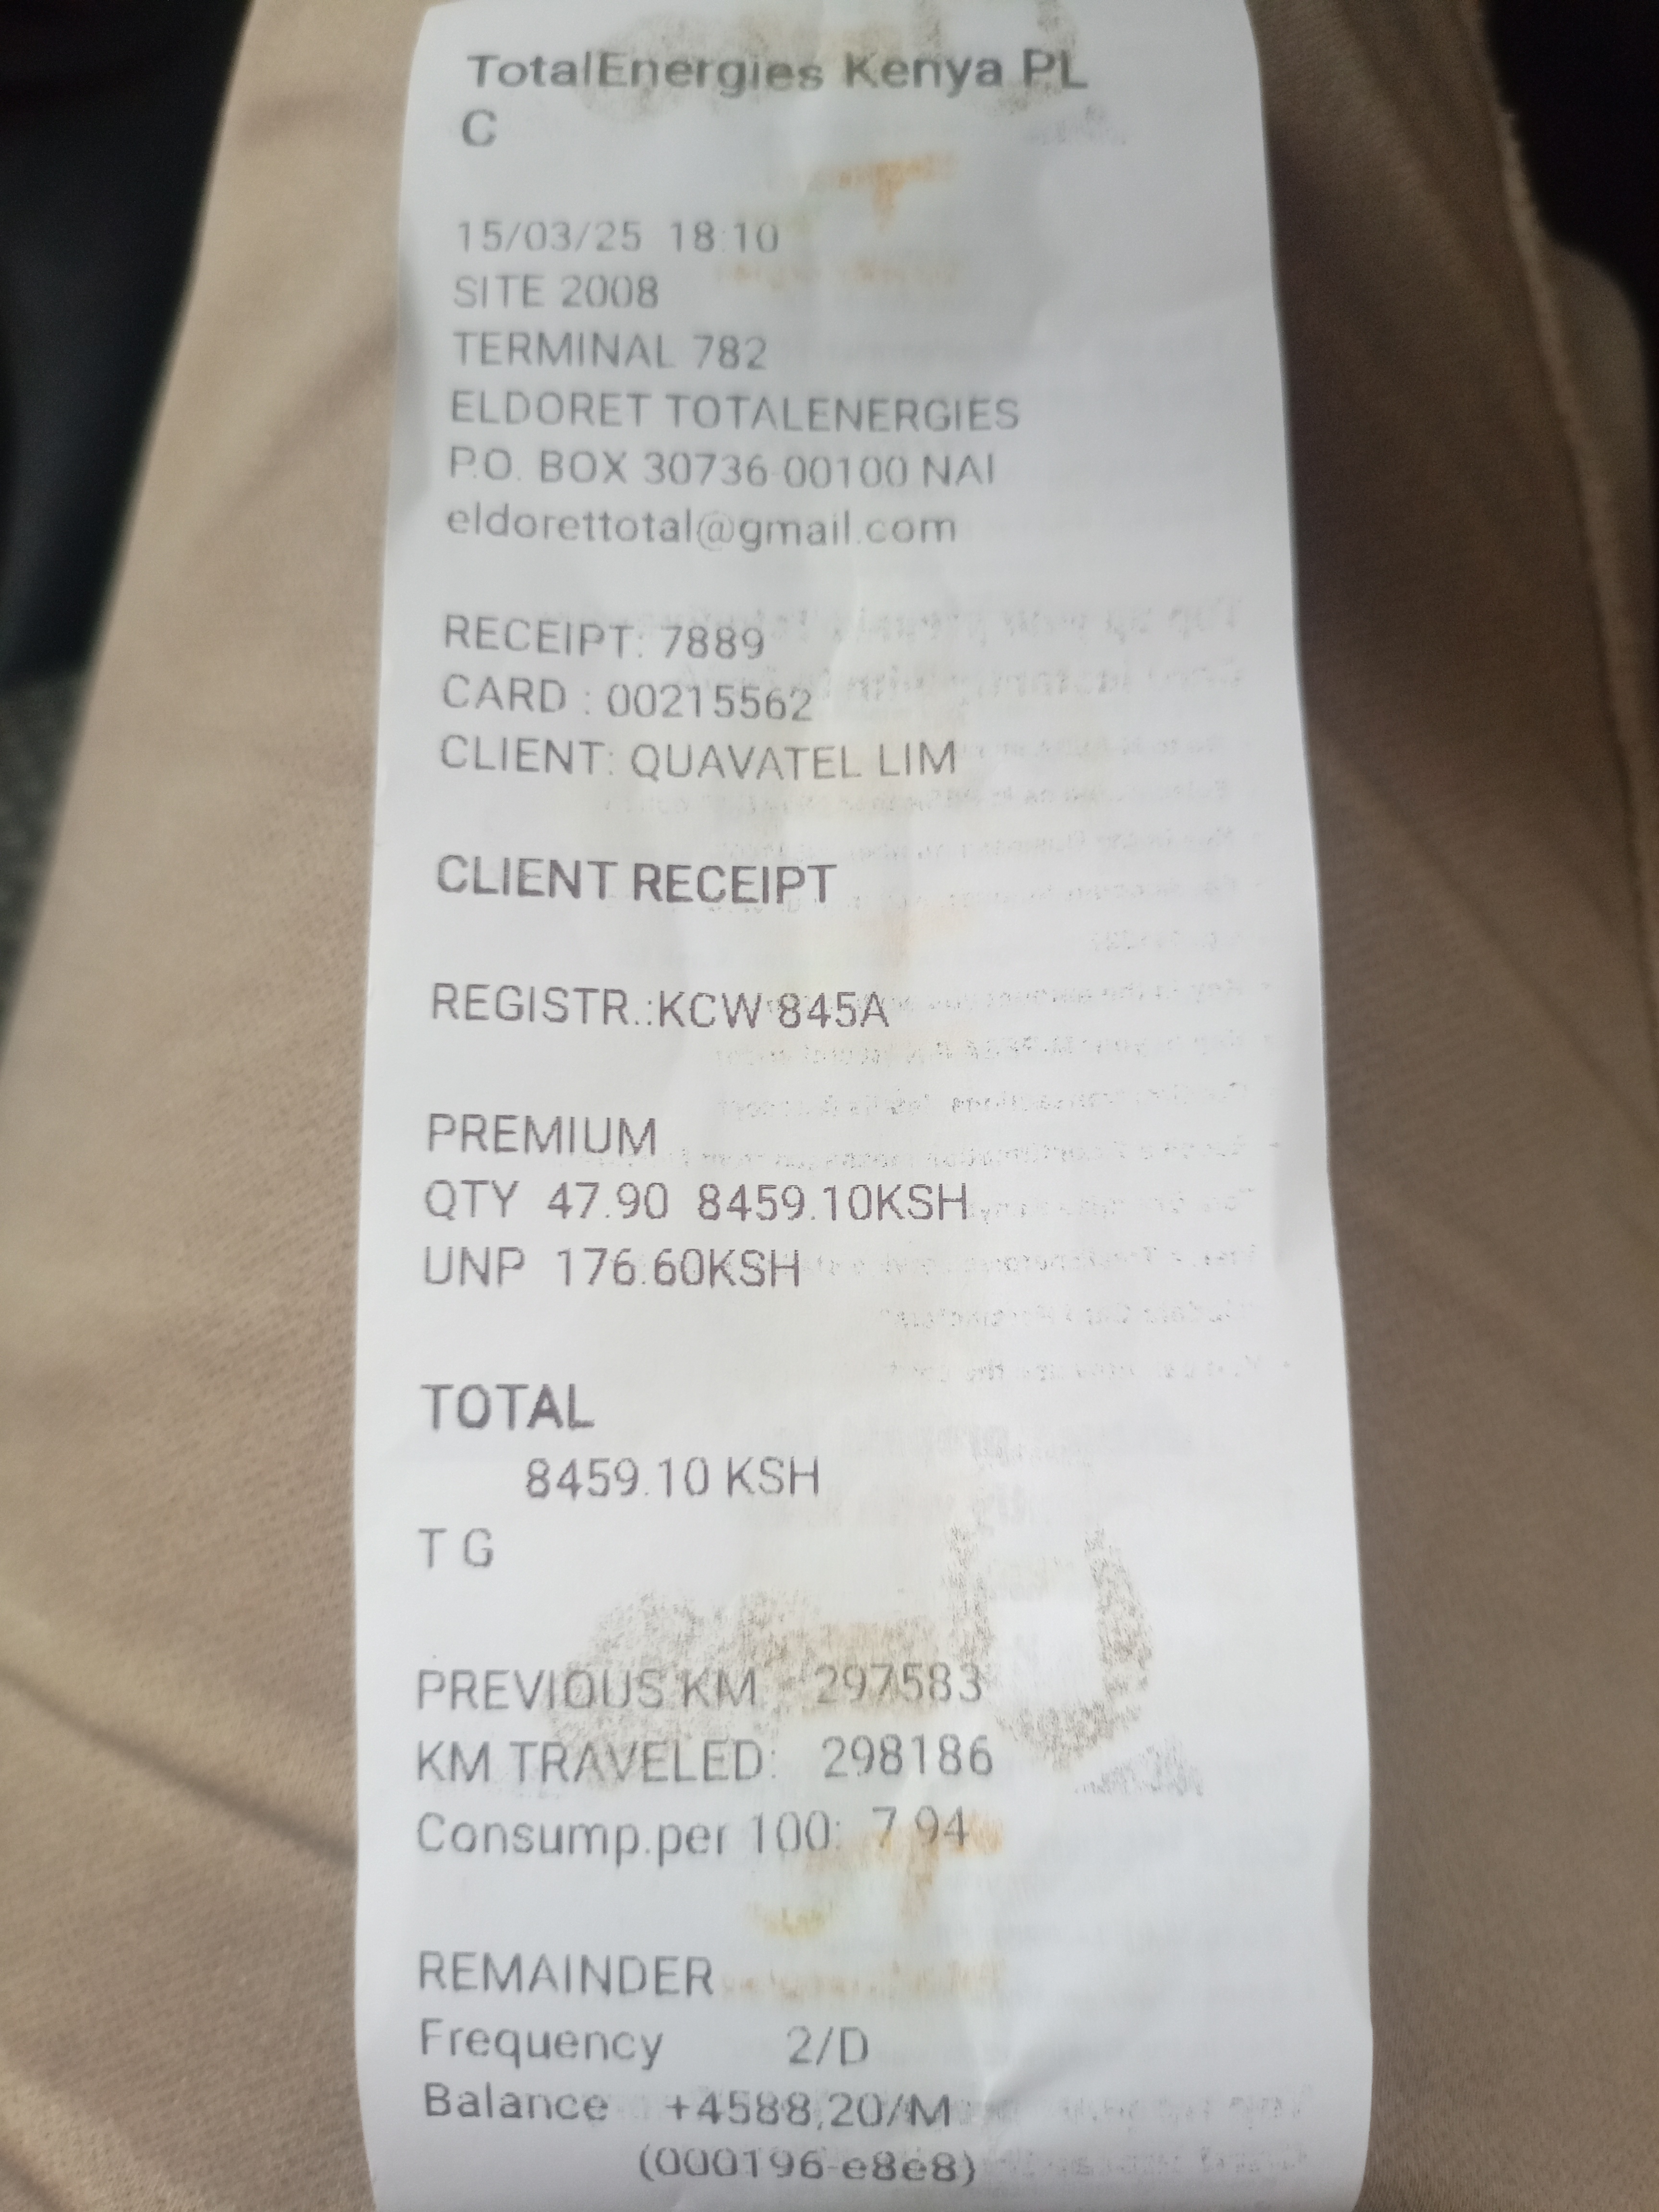 TotalEnergies Kenya PL
C
15/03/25 18:10
SITE 2008
TERMINAL 782
ELDORET TOTALENERGIES
P.O. BOX 30736-00100 NAI
eldorettotal@gmail.com
RECEIPT: 7889
CARD : 00215562
CLIENT: QUAVATEL LIM
CLIENT RECEIPT
REGISTR.:KCW 845A
PREMIUM
QTY 47.90 8459.10KSH
UNP 176.60KSH
TOTAL
8459.10 KSH
T G
PREVIOUS KM : 297583
KM TRAVELED: 298186
Consump.per 100: 7.94
REMAINDER
Frequency 2/D
Balance +4588,20/M
(000196-e8e8)